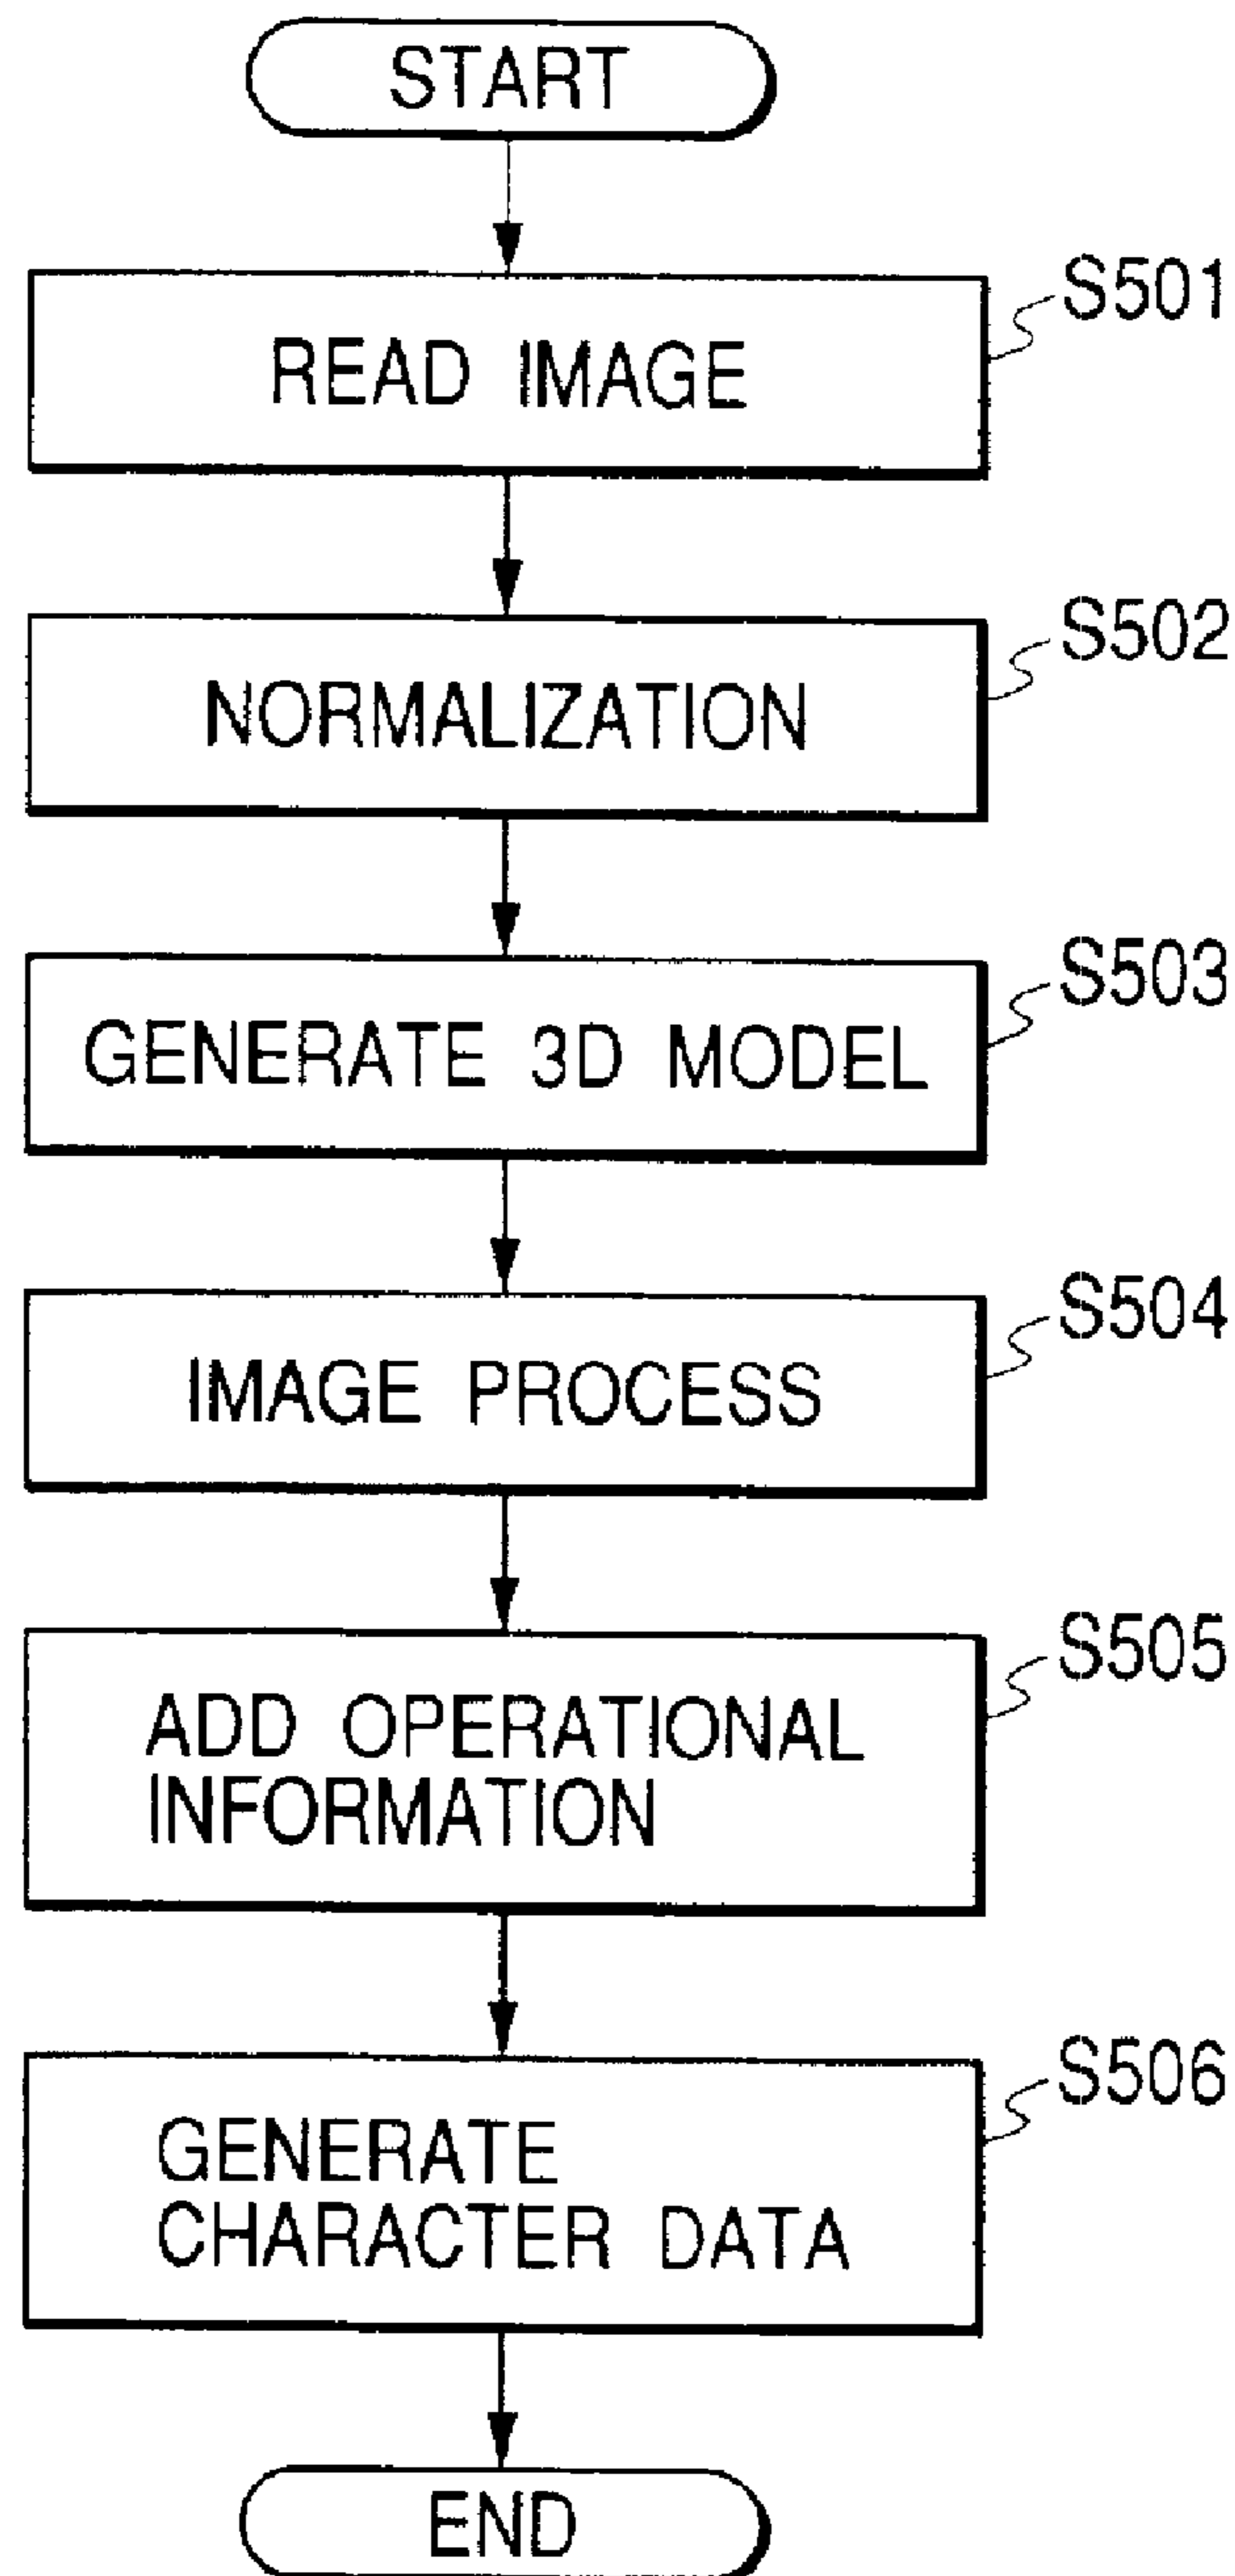 START
S501
READ IMAGE
S502
NORMALIZATION
S503
GENERATE 3D MODEL
S504
IMAGE PROCESS
S505
ADD OPERATIONAL
INFORMATION
S506
GENERATE
CHARACTER DATA
END